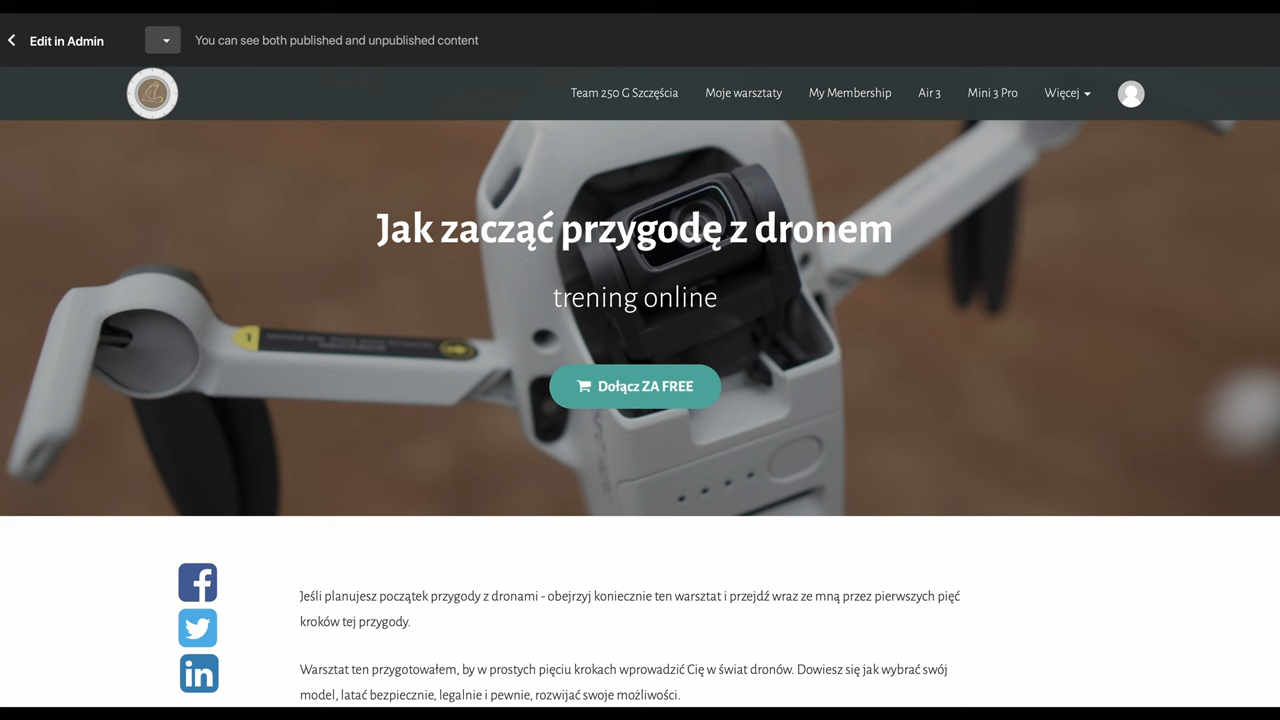 Edit in Admin
You can see both published and unpublished content
Team 250 G Szczęścia
Moje warsztaty
My Membership
Air 3
Mini 3 Pro
Więcej
Jak zacząć przygodę z dronem
trening online
Dołącz ZA FREE
Jeśli planujesz początek przygody z dronami - obejrzyj koniecznie ten warsztat i przejdź wraz ze mną przez pierwszych pięć
kroków tej przygody.
Warsztat ten przygotowałem, by w prostych pięciu krokach wprowadzić Cię w świat dronów. Dowiesz się jak wybrać swój
model, latać bezpiecznie, legalnie i pewnie, rozwijać swoje możliwości.